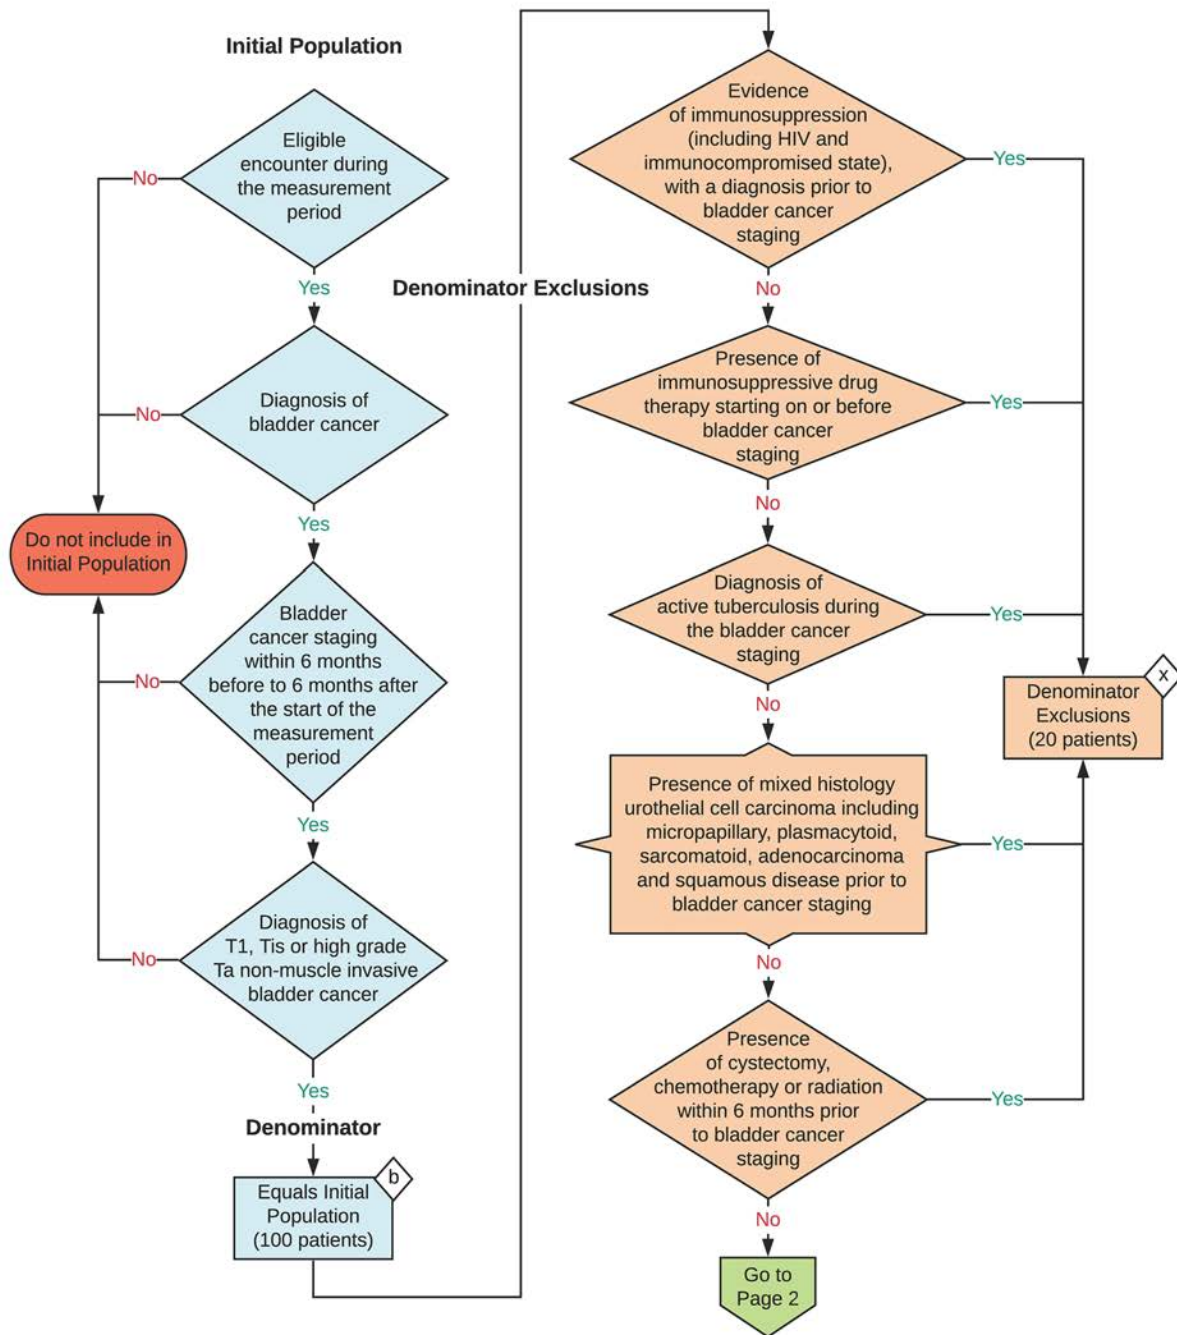 Initial Population
Eligible
encounter during
the measurement
period
No
Yes
Diagnosis of
bladder cancer
No
Yes
Do not include in
Initial Population
Bladder
cancer staging
within 6 months
before to 6 months after
the start of the
measurement
period
No
Yes
Diagnosis of
T1, Tis or high grade
Ta non-muscle invasive
bladder cancer
No
Yes
Denominator
b
Equals Initial
Population
(100 patients)
Denominator Exclusions
Evidence
of immunosuppression
(including HIV and
immunocompromised state),
with a diagnosis prior to
bladder cancer
staging
Yes
No
Presence of
immunosuppressive drug
therapy starting on or before
bladder cancer
staging
Yes
No
Diagnosis of
active tuberculosis during
the bladder cancer
staging
Yes
No
x
Denominator
Exclusions
(20 patients)
Presence of mixed histology
urothelial cell carcinoma including
micropapillary, plasmacytoid,
sarcomatoid, adenocarcinoma
and squamous disease prior to
bladder cancer staging
Yes
No
Presence
of cystectomy,
chemotherapy or radiation
within 6 months prior
to bladder cancer
staging
Yes
No
Go to
Page 2